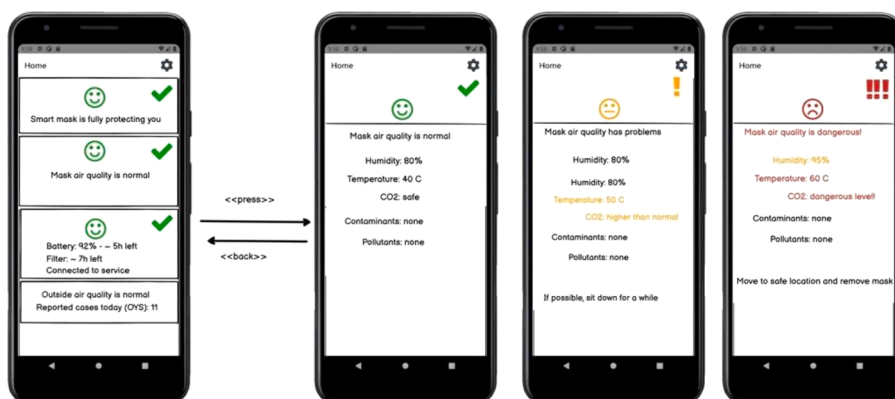 Home
Smart mask is fully protecting you
Mask air quality is normal
Battery: 92% - ~ 5h left
Filter: ~ 7h left
Connected to service
Outside air quality is normal
Reported cases today (OYS): 11
<<press>>
<<back>>
Home
Mask air quality is normal
Humidity: 80%
Temperature: 40 C
CO2: safe
Contaminants: none
Pollutants: none
Home
!
Mask air quality has problems
Humidity: 80%
Humidity: 80%
Temperature: 50 C
CO2: higher than normal
Contaminants: none
Pollutants: none
If possible, sit down for a while
Home
!!!
Mask air quality is dangerous!
Humidity: 95%
Temperature: 60 C
CO2: dangerous level!
Contaminants: none
Pollutants: none
Move to safe location and remove mask